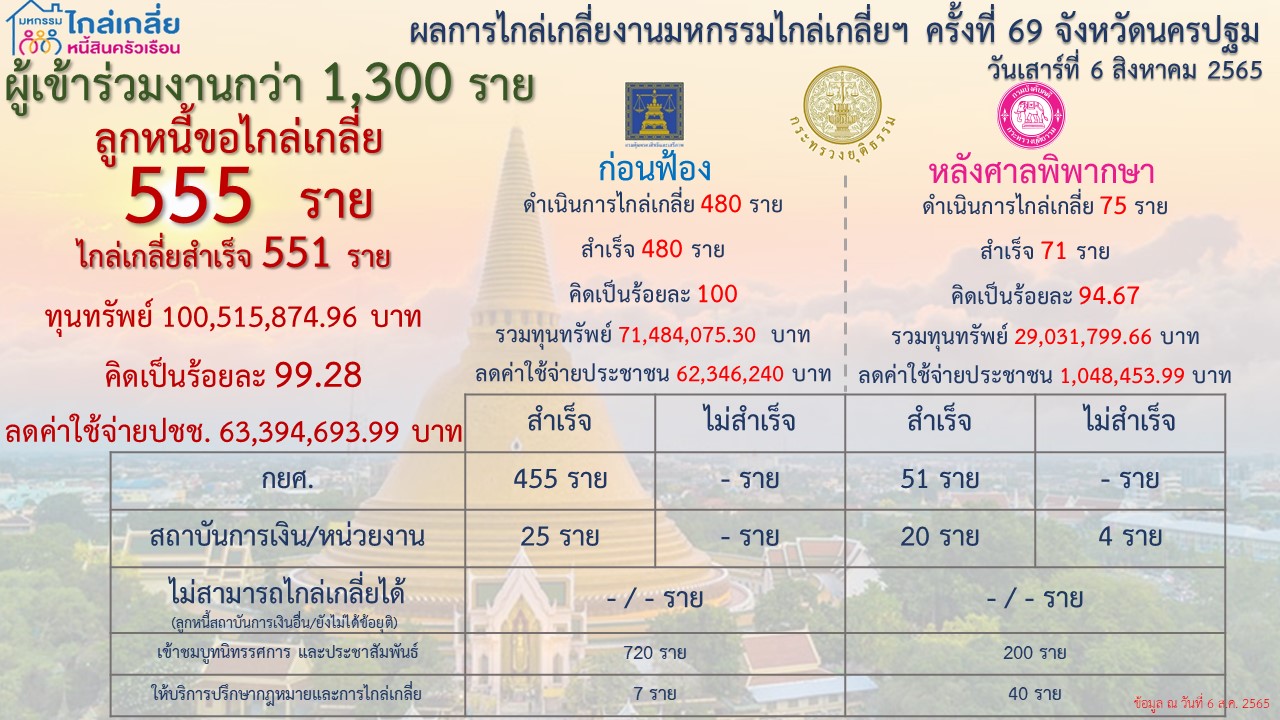 มหกรรม
ไกล่เกลี่ย
หนี้สินครัวเรือน
ผลการไกล่เกลี่ยงานมหกรรมไกล่เกลี่ยฯ ครั้งที่ 69 จังหวัดนครปฐม
วันเสาร์ที่ 6 สิงหาคม 2565
ผู้เข้าร่วมงานกว่า 1,300 ราย
ลูกหนี้ขอไกล่เกลี่ย
555 ราย
ไกล่เกลี่ยสำเร็จ 551 ราย
ทุนทรัพย์ 100,515,874.96 บาท
คิดเป็นร้อยละ 99.28
ลดค่าใช้จ่ายปชช. 63,394,693.99 บาท
กระทรวงยุติธรรม
ก่อนฟ้อง
ดำเนินการไกล่เกลี่ย 480 ราย
สำเร็จ 480 ราย
คิดเป็นร้อยละ 100
รวมทุนทรัพย์ 71,484,075.30 บาท
ลดค่าใช้จ่ายประชาชน 62,346,240 บาท
กรมบังคับคดี
กระทรวงยุติธรรม
หลังศาลพิพากษา
ดำเนินการไกล่เกลี่ย 75 ราย
สำเร็จ 71 ราย
คิดเป็นร้อยละ 94.67
รวมทุนทรัพย์ 29,031,799.66 บาท
ลดค่าใช้จ่ายประชาชน 1,048,453.99 บาท
สำเร็จ ไม่สำเร็จ สำเร็จ ไม่สำเร็จ
กยศ. 455 ราย - ราย 51 ราย - ราย
สถาบันการเงิน/หน่วยงาน 25 ราย - ราย 20 ราย 4 ราย
ไม่สามารถไกล่เกลี่ยได้ - / - ราย - / - ราย
(ลูกหนี้สถาบันการเงินอื่น/ยังไม่ได้ข้อยุติ)
เข้าชมบูทนิทรรศการ และประชาสัมพันธ์ 720 ราย 200 ราย
ให้บริการปรึกษากฎหมายและการไกล่เกลี่ย 7 ราย 40 ราย
ข้อมูล ณ วันที่ 6 ส.ค. 2565